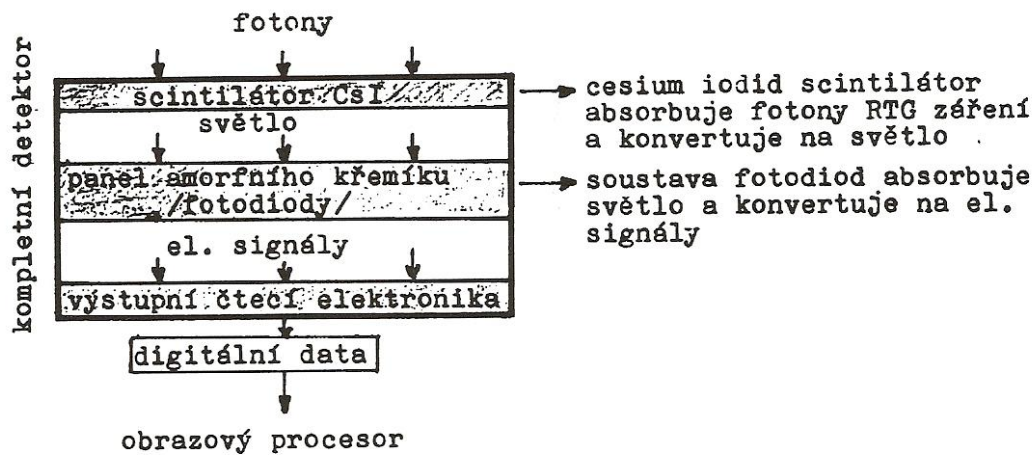 fotony
kompletní detektor
scintilátor CsI
cesium iodid scintilátor
absorbuje fotony RTG záření
a konvertuje na světlo
světlo
panel amorfního křemíku
/fotodiody/
soustava fotodiod absorbuje
světlo a konvertuje na el.
signály
el. signály
výstupní čtecí elektronika
digitální data
obrazový procesor